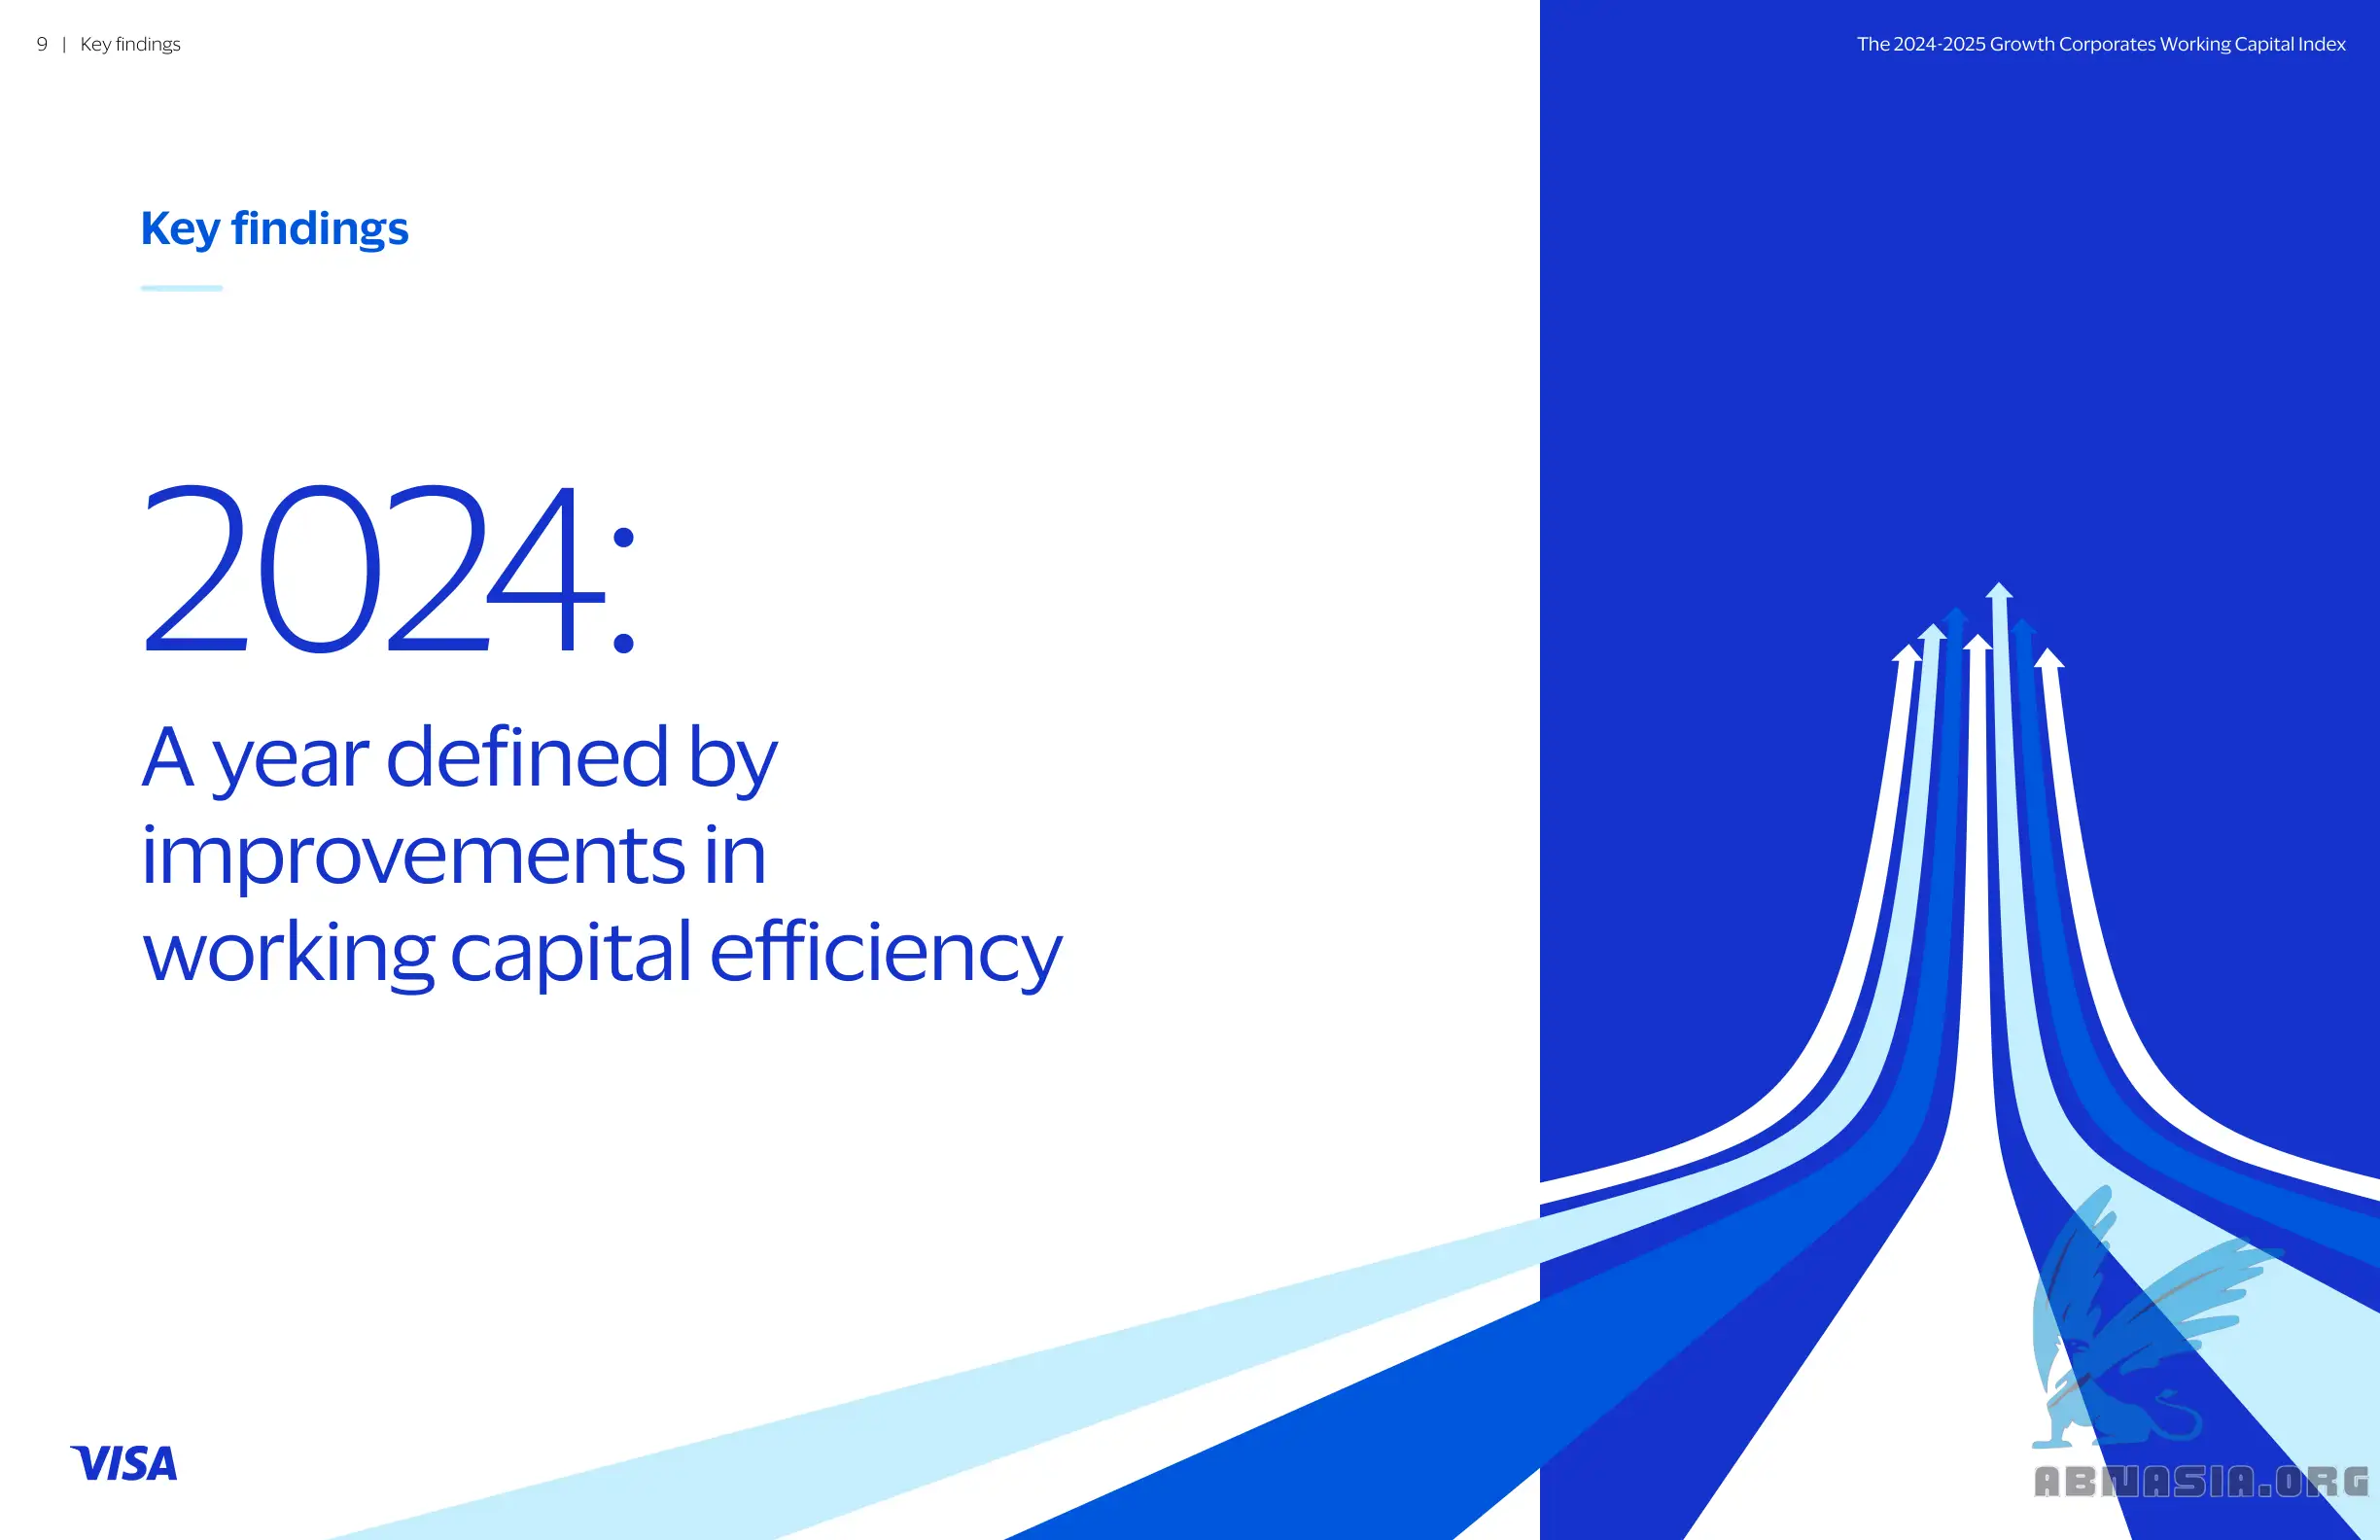 9 | Key findings
The 2024-2025 Growth Corporates Working Capital Index
Key findings
2024:
A year defined by
improvements in
working capital efficiency
VISA
ABNASIA.ORG